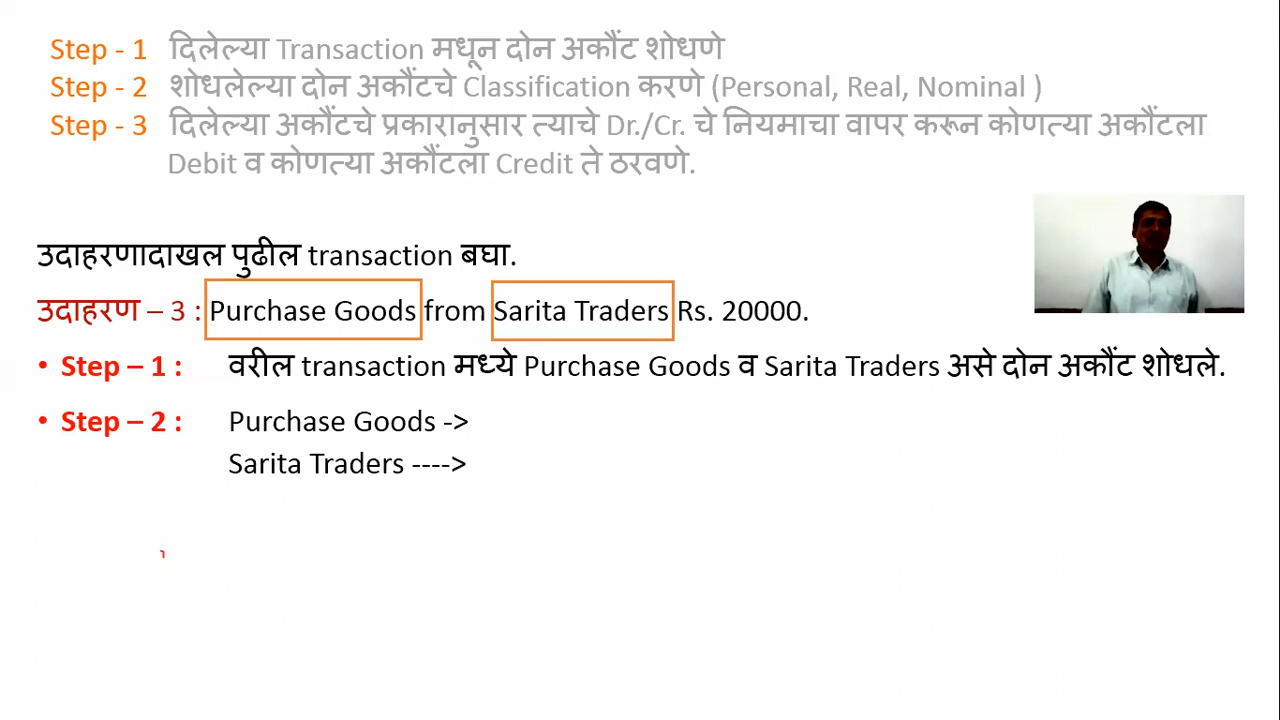 Step - 1 दिलेल्या Transaction मधून दोन अकौंट शोधणे
Step - 2 शोधलेल्या दोन अकौंटचे Classification करणे (Personal, Real, Nominal )
Step - 3 दिलेल्या अकौंटचे प्रकारानुसार त्याचे Dr./Cr. चे नियमाचा वापर करून कोणत्या अकौंटला
Debit व कोणत्या अकौंटला Credit ते ठरवणे.
उदाहरणादाखल पुढील transaction बघा.
उदाहरण – 3 : Purchase Goods from Sarita Traders Rs. 20000.
• Step – 1 : वरील transaction मध्ये Purchase Goods व Sarita Traders असे दोन अकौंट शोधले.
• Step – 2 : Purchase Goods ->
Sarita Traders ---->